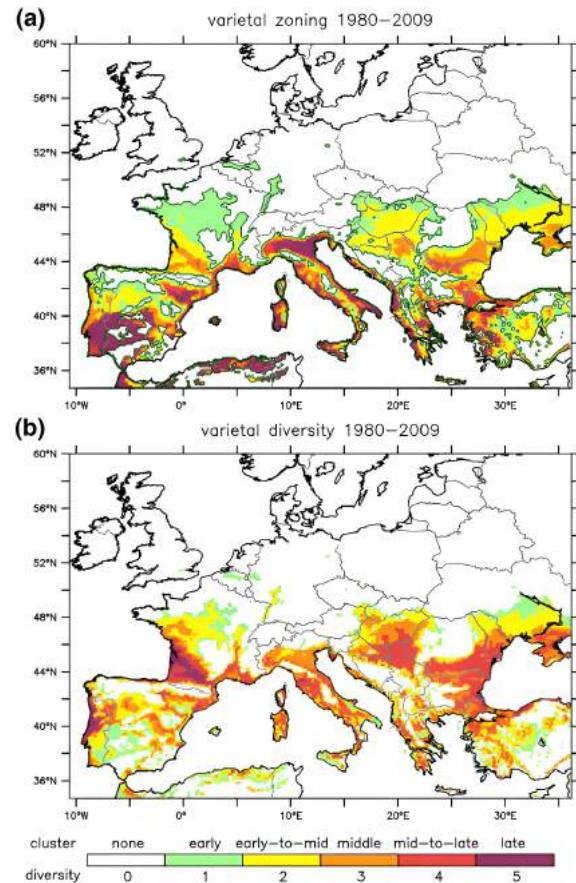 (a)
varietal zoning 1980–2009
60°N
56°N
52°N
48°N
44°N
40°N
36°N
10°W 0° 10°E 20°E 30°E
(b)
varietal diversity 1980–2009
60°N
56°N
52°N
48°N
44°N
40°N
36°N
10°W 0° 10°E 20°E 30°E
cluster none early early-to-mid middle mid-to-late late
diversity 0 1 2 3 4 5